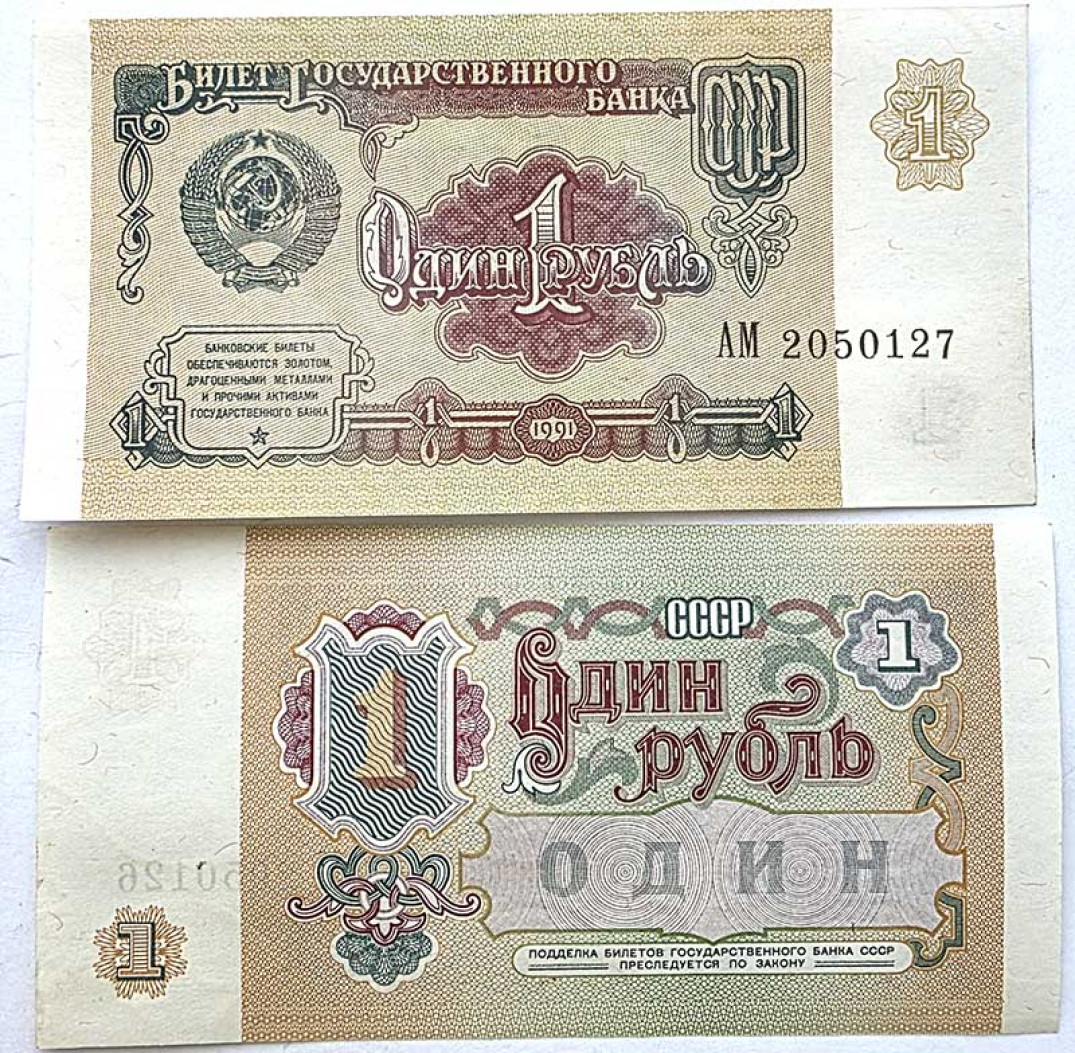 Билет Государственного
Банка
СССР
1
1
Один рубль
АМ 2050127
БАНКОВСКИЕ БИЛЕТЫ
ОБЕСПЕЧИВАЮТСЯ ЗОЛОТОМ,
ДРАГОЦЕННЫМИ МЕТАЛЛАМИ
И ПРОЧИМИ АКТИВАМИ
ГОСУДАРСТВЕННОГО БАНКА
1
1
1991
1
1
1
СССР
1
1
Один
рубль
ОДИН
50126
1
ПОДДЕЛКА БИЛЕТОВ ГОСУДАРСТВЕННОГО БАНКА СССР
ПРЕСЛЕДУЕТСЯ ПО ЗАКОНУ